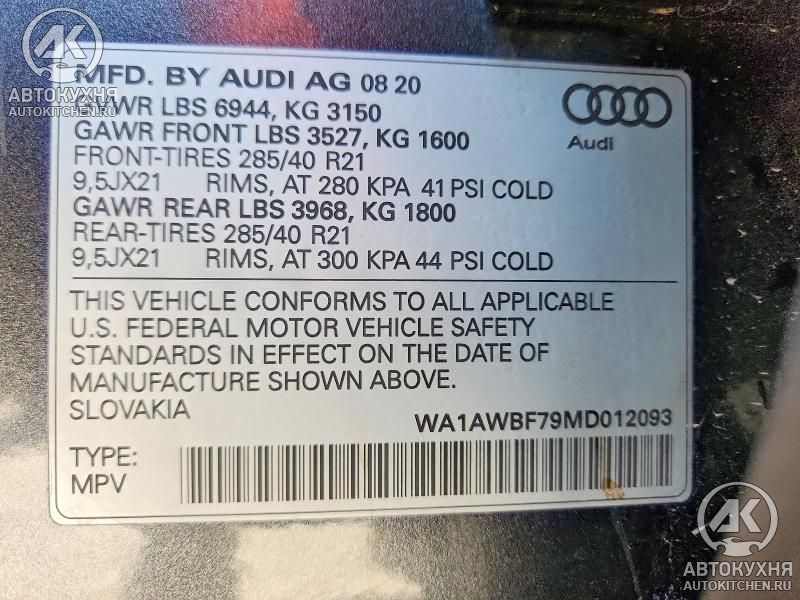 AK
АВТОКУХНЯ
AUTOKITCHEN.RU
MFD. BY AUDI AG 08 20
GAWR LBS 6944, KG 3150
GAWR FRONT LBS 3527, KG 1600
FRONT-TIRES 285/40 R21
9,5JX21 RIMS, AT 280 KPA 41 PSI COLD
GAWR REAR LBS 3968, KG 1800
REAR-TIRES 285/40 R21
9,5JX21 RIMS, AT 300 KPA 44 PSI COLD
Audi
THIS VEHICLE CONFORMS TO ALL APPLICABLE
U.S. FEDERAL MOTOR VEHICLE SAFETY
STANDARDS IN EFFECT ON THE DATE OF
MANUFACTURE SHOWN ABOVE.
SLOVAKIA WA1AWBF79MD012093
TYPE:
MPV
AK
АВТОКУХНЯ
AUTOKITCHEN.RU